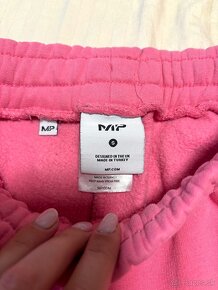 MP
MP
S
DESIGNED IN THE UK
MADE IN TURKEY
MP.COM